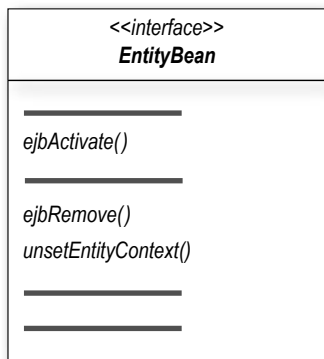 <<interface>>
EntityBean
ejbActivate()
ejbRemove()
unsetEntityContext()